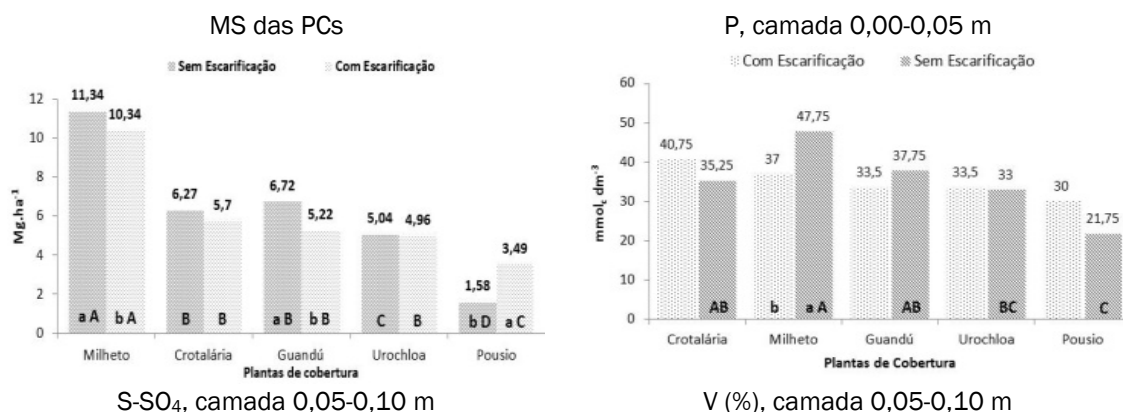 MS das PCs
Sem Escarificação Com Escarificação
12
10
8
6
4
2
0
Mg.ha⁻¹
11,34
10,34
6,27
5,7
6,72
5,22
5,04
4,96
1,58
3,49
a A b A B B a B b B C B b D a C
Milheto Crotalária Guandú Urochloa Pousio
Plantas de cobertura
P, camada 0,00-0,05 m
Com Escarificação Sem Escarificação
60
50
40
30
20
10
0
mmolc dm⁻³
40,75
35,25
37
47,75
33,5
37,75
33,5
33
30
21,75
AB b a A AB BC C
Crotalária Milheto Guandú Urochloa Pousio
Plantas de Cobertura
S-SO₄, camada 0,05-0,10 m
V (%), camada 0,05-0,10 m